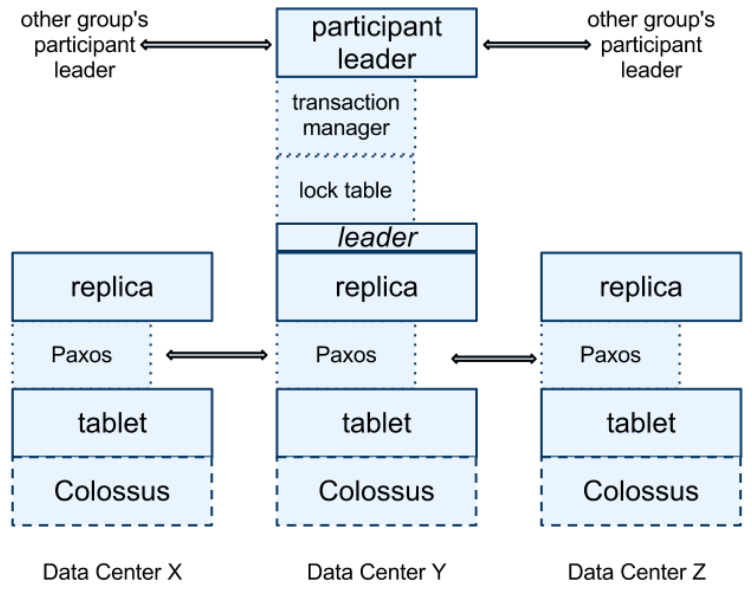 other group's
participant
leader
participant
leader
other group's
participant
leader
transaction
manager
lock table
leader
replica
replica
replica
Paxos
Paxos
Paxos
tablet
tablet
tablet
Colossus
Colossus
Colossus
Data Center X
Data Center Y
Data Center Z